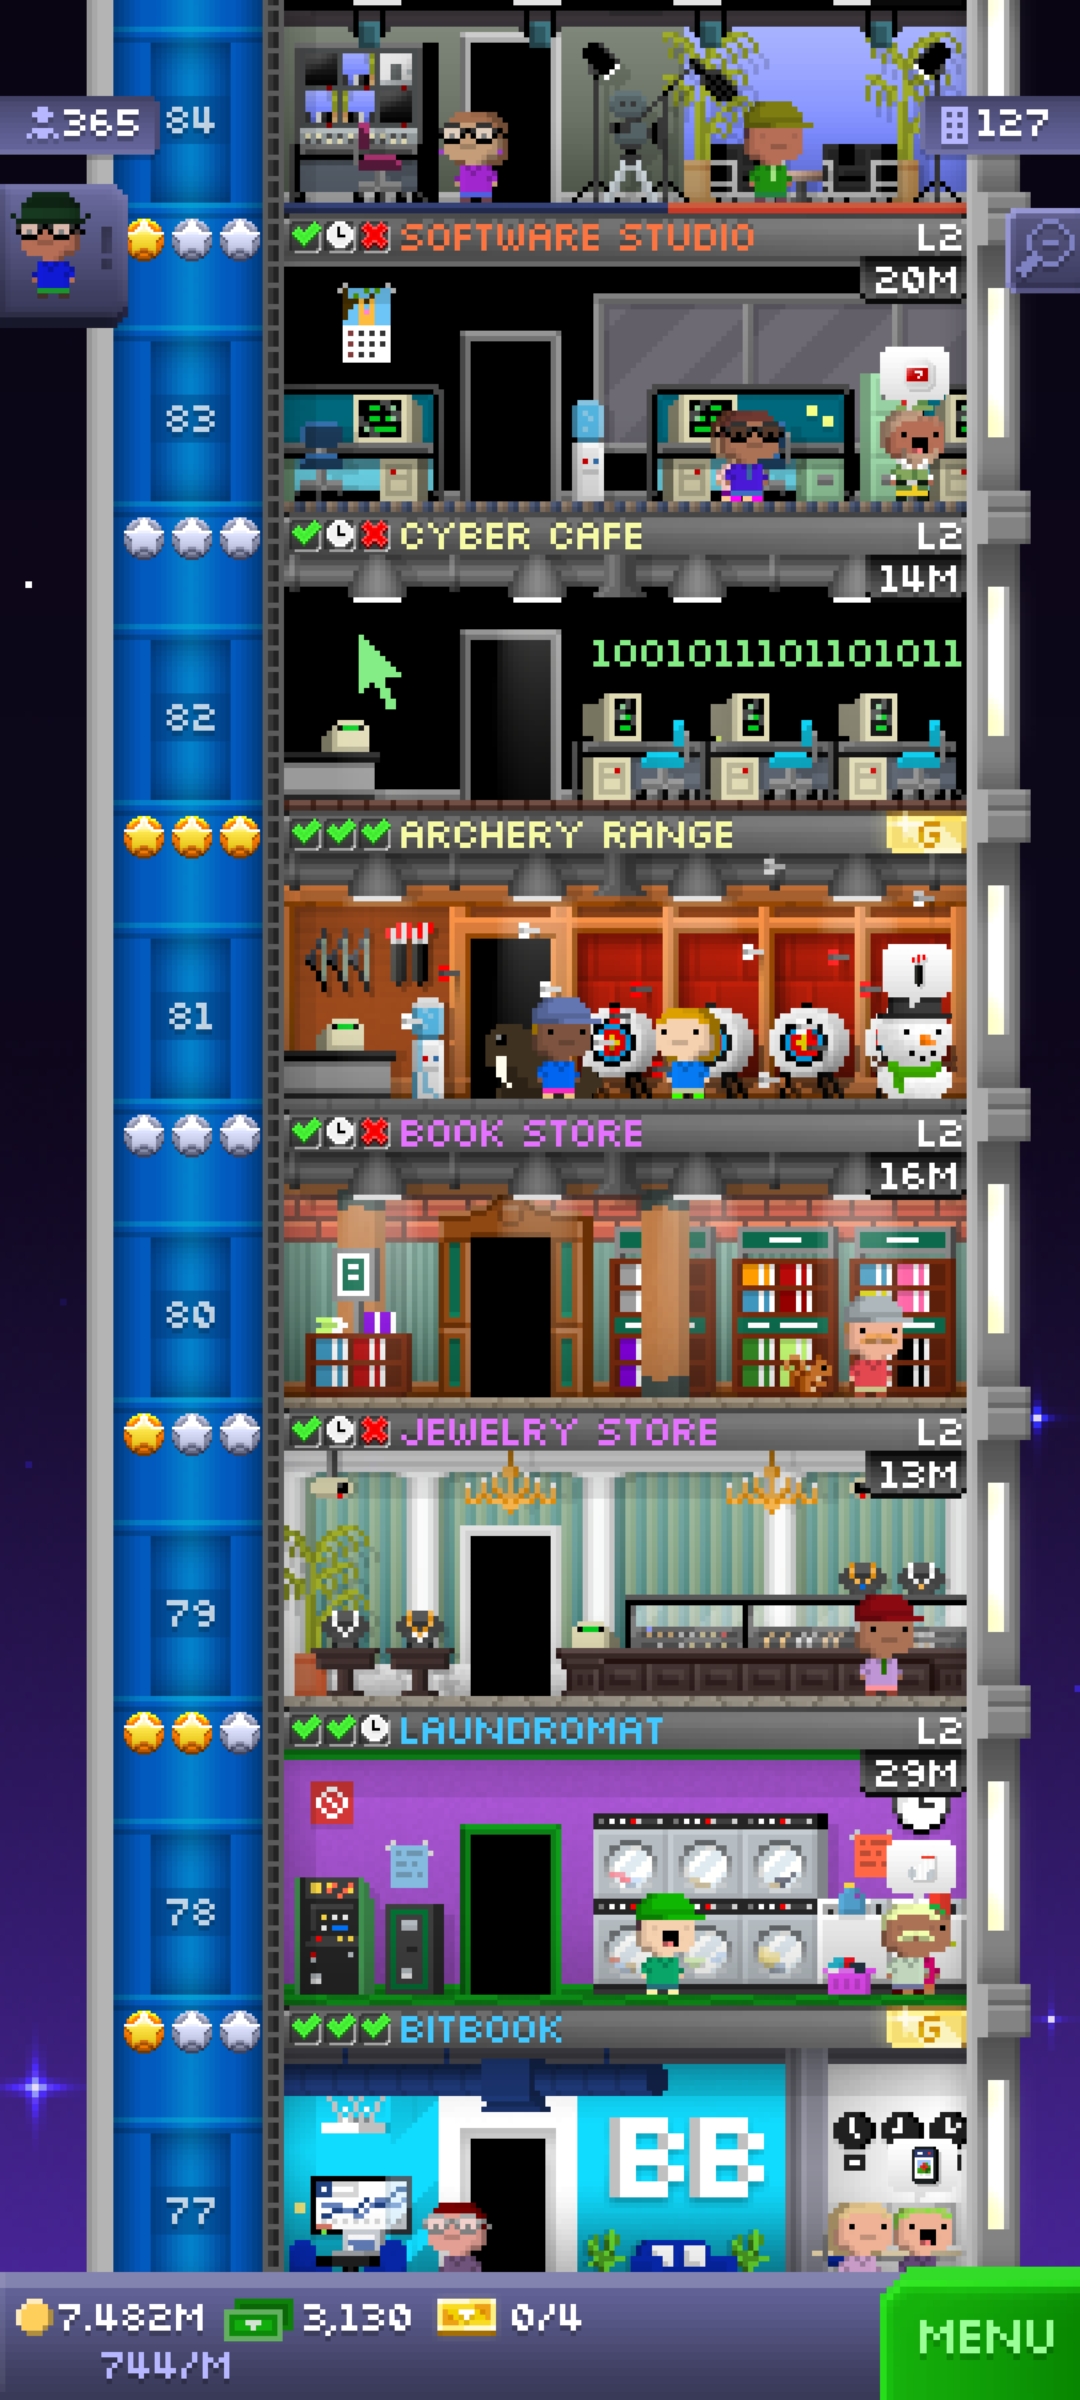 84
365
127
SOFTWARE STUDIO L2
20M
83
?
CYBER CAFE L2
14M
1001011101101011
82
ARCHERY RANGE G
81
BOOK STORE L2
16M
8
80
JEWELRY STORE L2
13M
79
LAUNDROMAT L2
29M
78
BITBOOK G
BB
77
7.482M 3,130 0/4
744/M
MENU